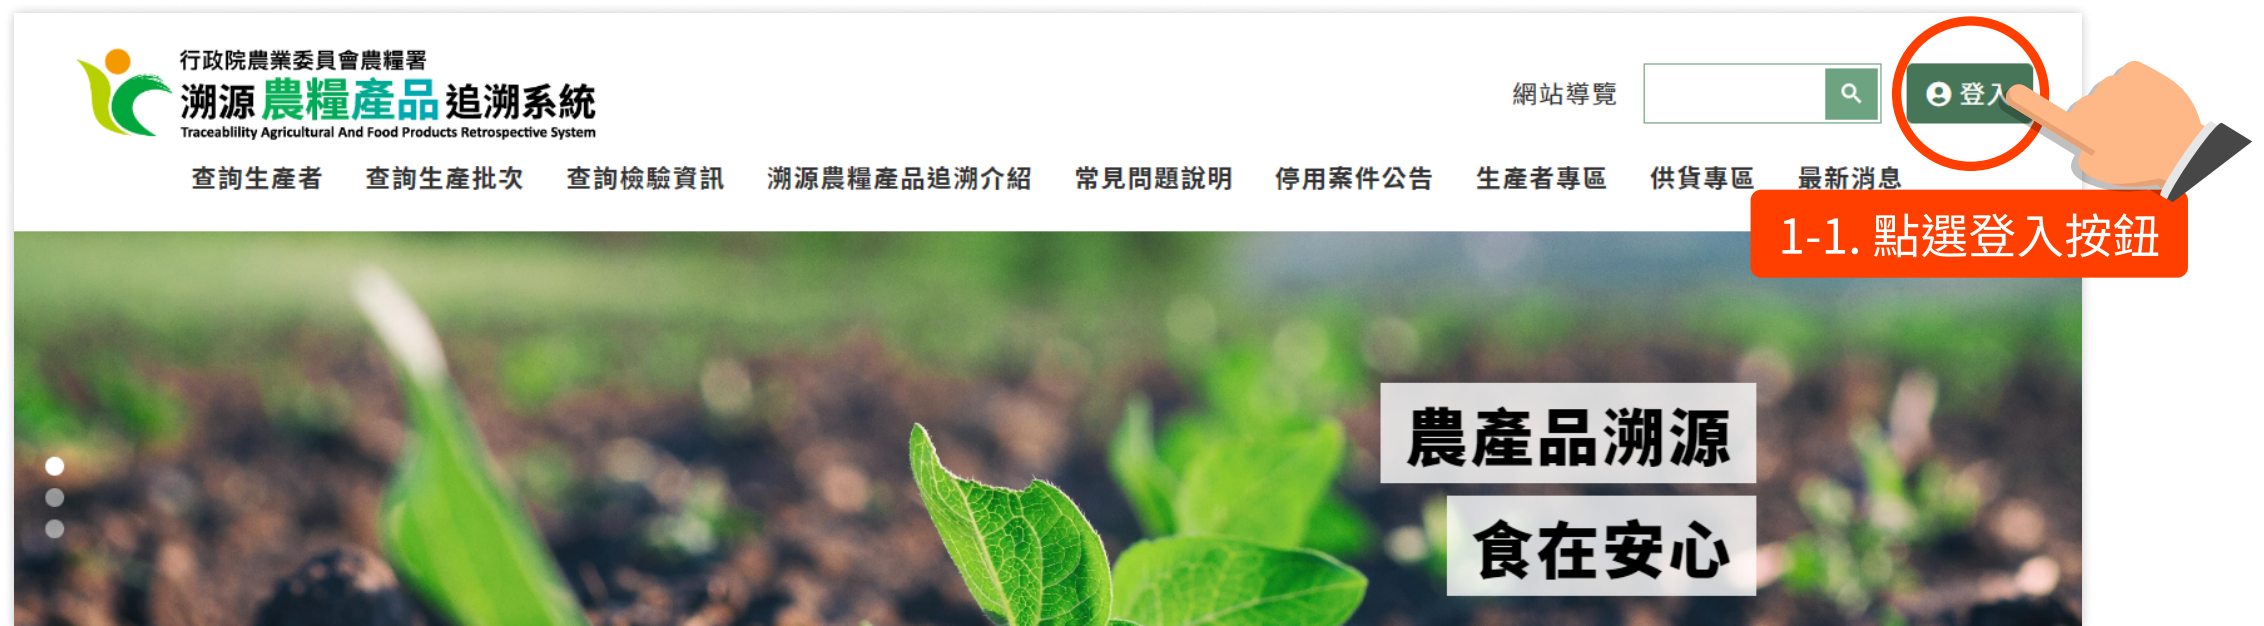 行政院農業委員會農糧署
溯源農糧產品追溯系統
Traceablility Agricultural And Food Products Retrospective System
網站導覽
登入
查詢生產者 查詢生產批次 查詢檢驗資訊 溯源農糧產品追溯介紹 常見問題說明 停用案件公告 生產者專區 供貨專區 最新消息
1-1. 點選登入按鈕
農產品溯源
食在安心